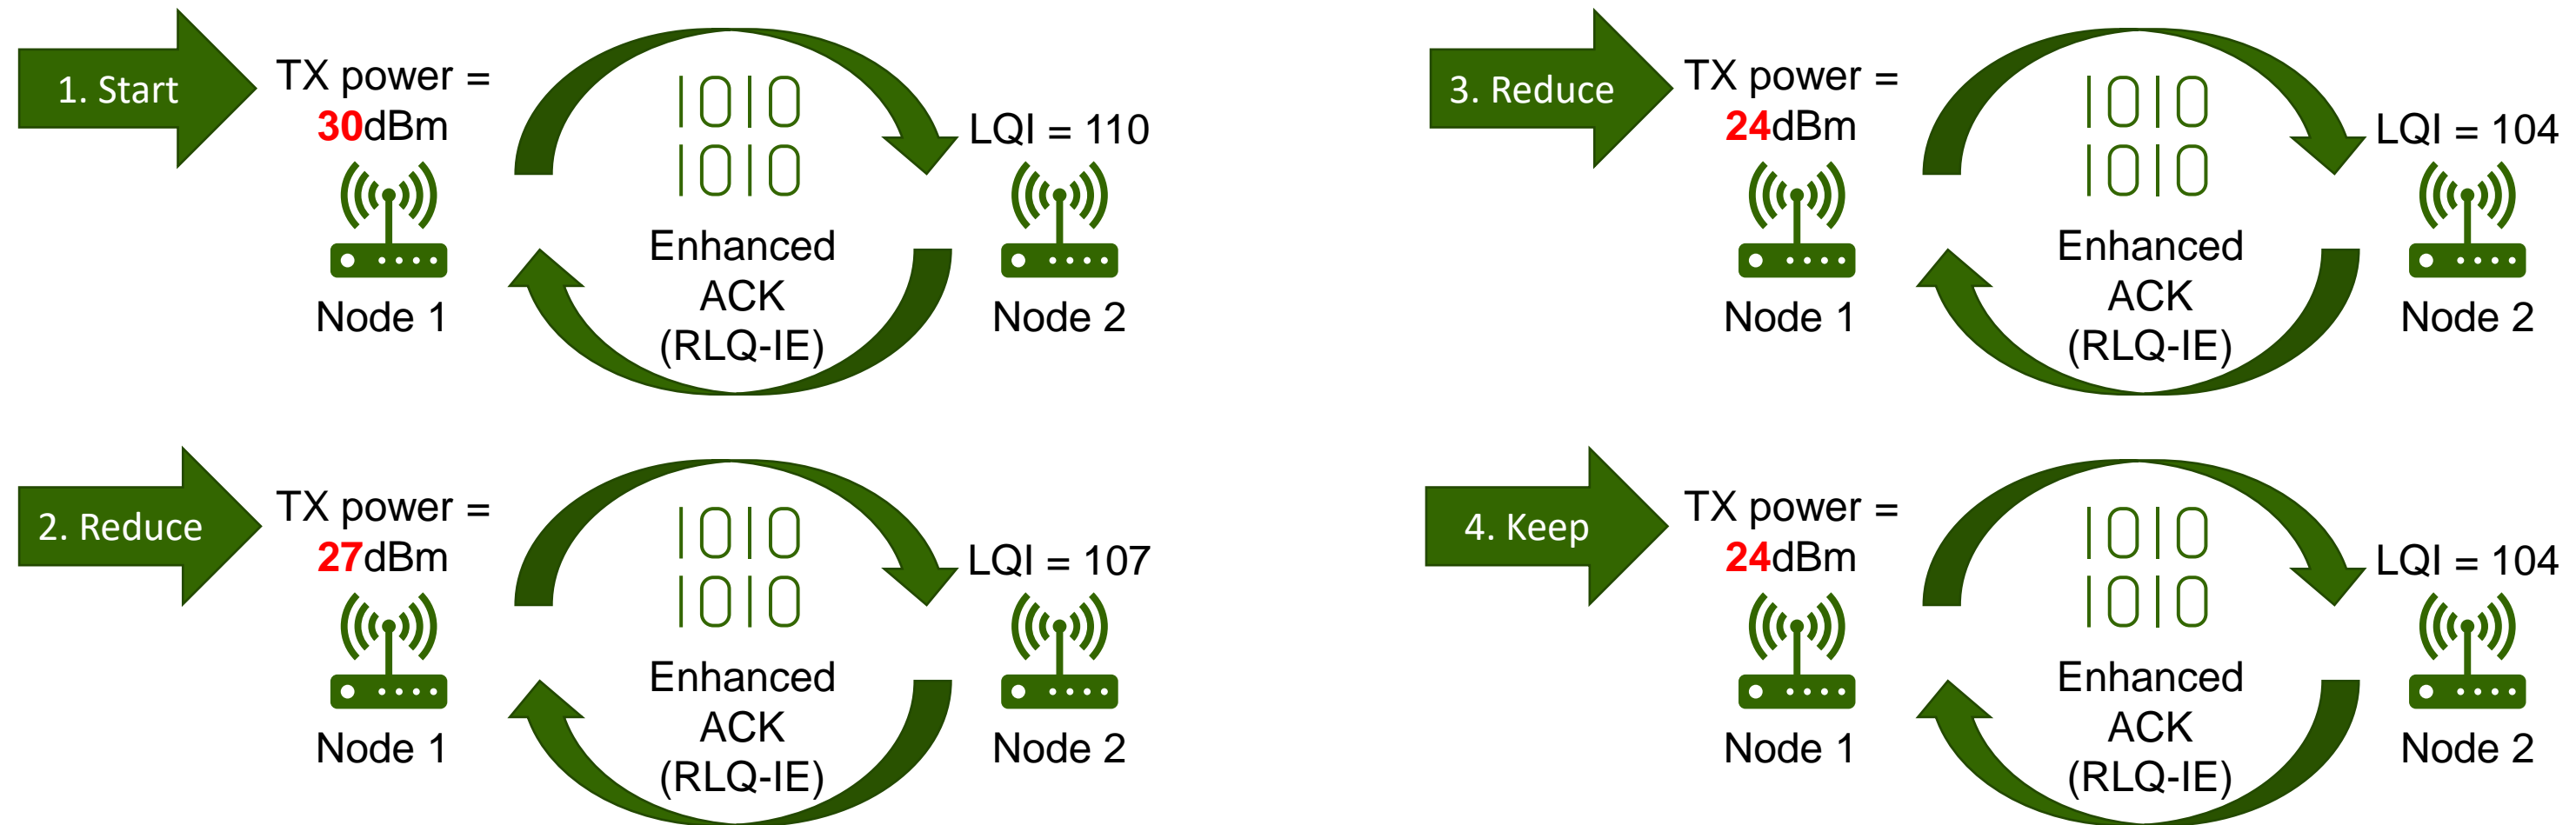 1. Start
TX power =
30dBm
1010
1010
LQI = 110
Enhanced
ACK
(RLQ-IE)
Node 1
Node 2
2. Reduce
TX power =
27dBm
1010
1010
LQI = 107
Enhanced
ACK
(RLQ-IE)
Node 1
Node 2
3. Reduce
TX power =
24dBm
1010
1010
LQI = 104
Enhanced
ACK
(RLQ-IE)
Node 1
Node 2
4. Keep
TX power =
24dBm
1010
1010
LQI = 104
Enhanced
ACK
(RLQ-IE)
Node 1
Node 2